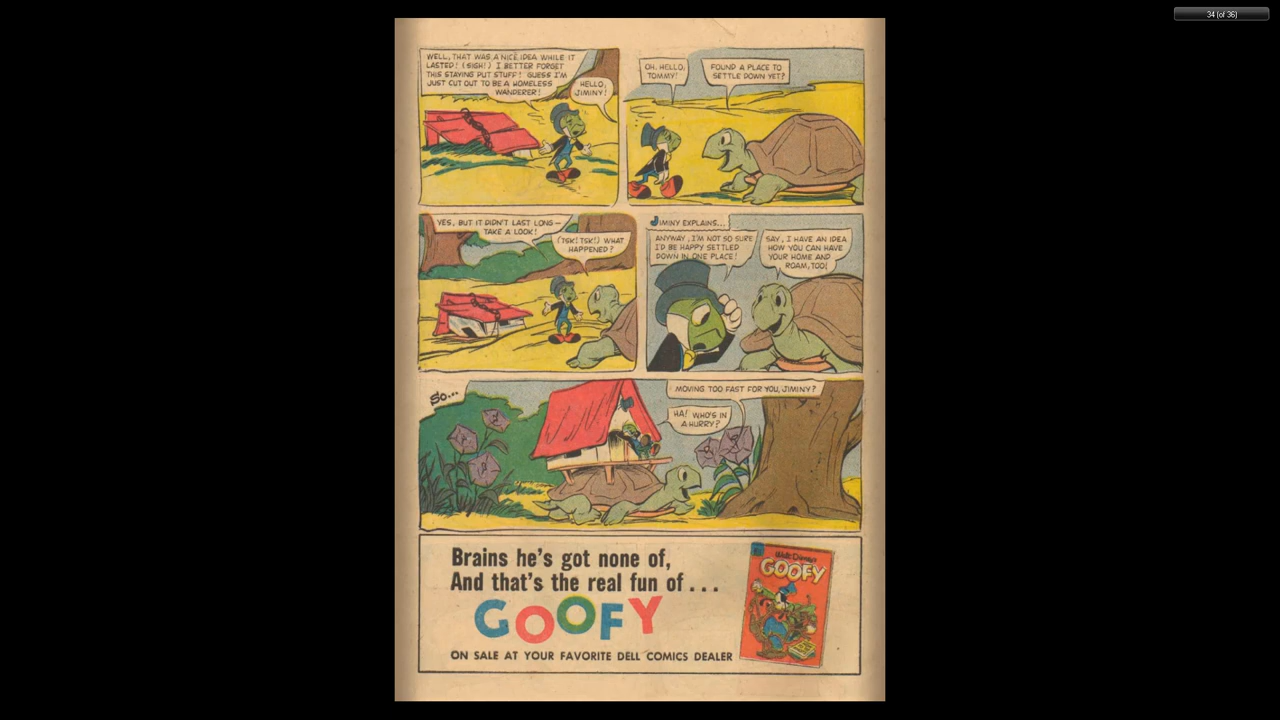 34 (of 36)
WELL, THAT WAS A NICE IDEA WHILE IT
LASTED! (SIGH!) I BETTER FORGET
THIS STAYING PUT STUFF! GUESS I'M
JUST CUT OUT TO BE A HOMELESS
WANDERER!
HELLO,
JIMINY!
OH, HELLO,
TOMMY!
FOUND A PLACE TO
SETTLE DOWN YET?
YES, BUT IT DIDN'T LAST LONG—
TAKE A LOOK!
(TSK! TSK!) WHAT
HAPPENED?
JIMINY EXPLAINS...
ANYWAY, I'M NOT SO SURE
I'D BE HAPPY SETTLED
DOWN IN ONE PLACE!
SAY, I HAVE AN IDEA
HOW YOU CAN HAVE
YOUR HOME AND
ROAM, TOO!
SO...
MOVING TOO FAST FOR YOU, JIMINY?
HA! WHO'S IN
A HURRY?
Brains he's got none of,
And that's the real fun of...
GOOFY
ON SALE AT YOUR FAVORITE DELL COMICS DEALER
Walt Disney's
GOOFY